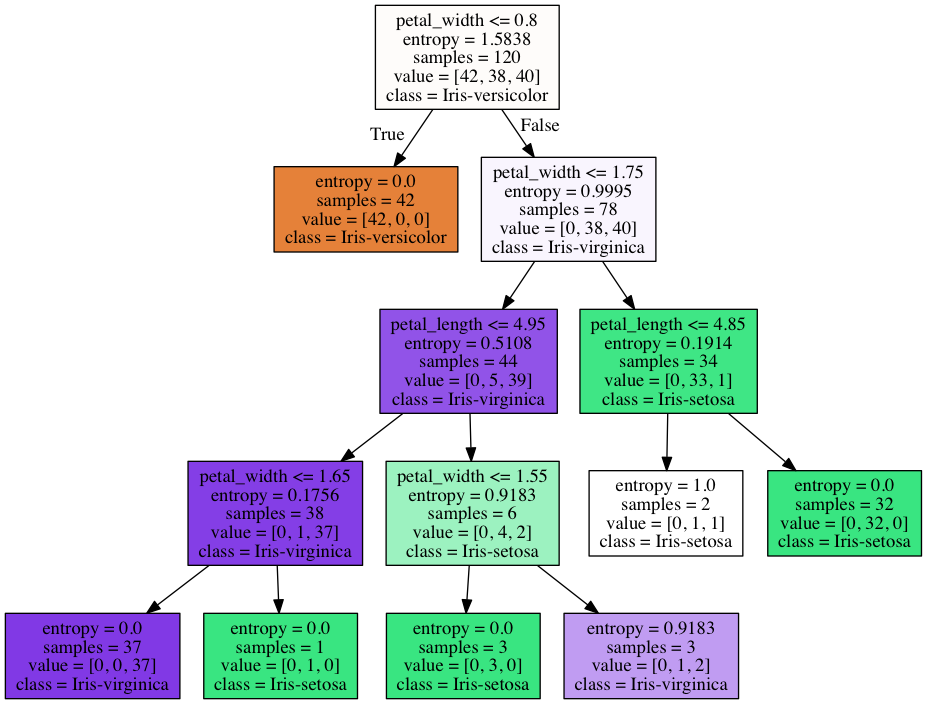 petal_width <= 0.8
entropy = 1.5838
samples = 120
value = [42, 38, 40]
class = Iris-versicolor
True
False
entropy = 0.0
samples = 42
value = [42, 0, 0]
class = Iris-versicolor
petal_width <= 1.75
entropy = 0.9995
samples = 78
value = [0, 38, 40]
class = Iris-virginica
petal_length <= 4.95
entropy = 0.5108
samples = 44
value = [0, 5, 39]
class = Iris-virginica
petal_length <= 4.85
entropy = 0.1914
samples = 34
value = [0, 33, 1]
class = Iris-setosa
petal_width <= 1.65
entropy = 0.1756
samples = 38
value = [0, 1, 37]
class = Iris-virginica
petal_width <= 1.55
entropy = 0.9183
samples = 6
value = [0, 4, 2]
class = Iris-setosa
entropy = 1.0
samples = 2
value = [0, 1, 1]
class = Iris-setosa
entropy = 0.0
samples = 32
value = [0, 32, 0]
class = Iris-setosa
entropy = 0.0
samples = 37
value = [0, 0, 37]
class = Iris-virginica
entropy = 0.0
samples = 1
value = [0, 1, 0]
class = Iris-setosa
entropy = 0.0
samples = 3
value = [0, 3, 0]
class = Iris-setosa
entropy = 0.9183
samples = 3
value = [0, 1, 2]
class = Iris-virginica